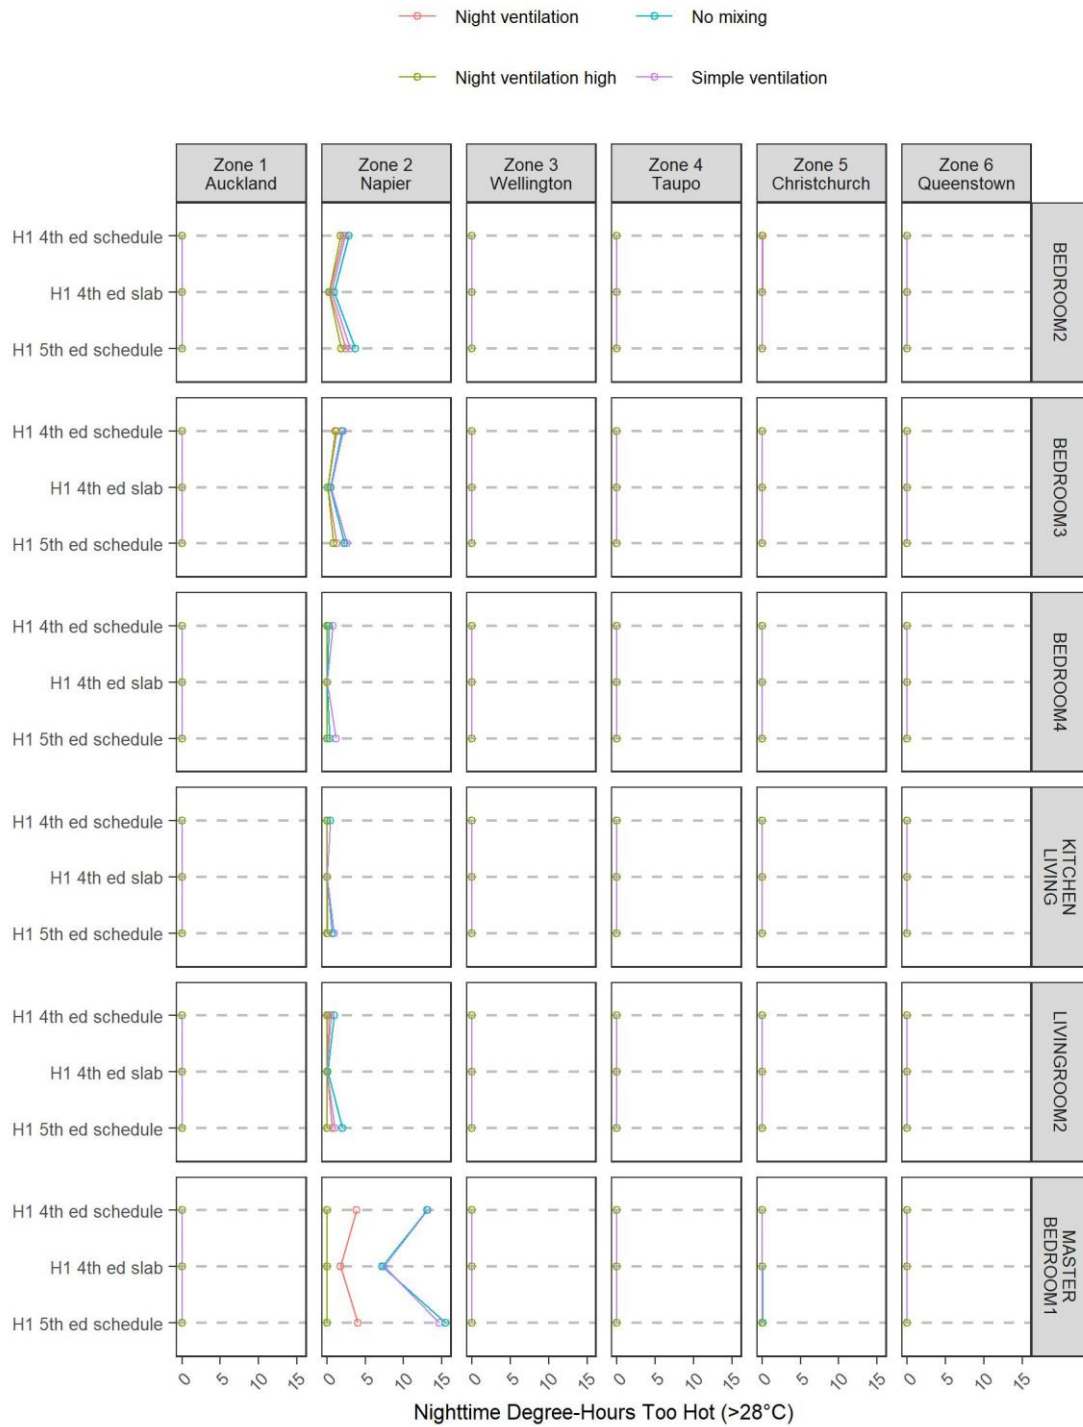 Night ventilation
No mixing
Night ventilation high
Simple ventilation
Zone 1
Auckland
Zone 2
Napier
Zone 3
Wellington
Zone 4
Taupo
Zone 5
Christchurch
Zone 6
Queenstown
H1 4th ed schedule
H1 4th ed slab
H1 5th ed schedule
BEDROOM2
H1 4th ed schedule
H1 4th ed slab
H1 5th ed schedule
BEDROOM3
H1 4th ed schedule
H1 4th ed slab
H1 5th ed schedule
BEDROOM4
H1 4th ed schedule
H1 4th ed slab
H1 5th ed schedule
KITCHEN
LIVING
H1 4th ed schedule
H1 4th ed slab
H1 5th ed schedule
LIVINGROOM2
H1 4th ed schedule
H1 4th ed slab
H1 5th ed schedule
MASTER
BEDROOM1
0 5 10 15 0 5 10 15 0 5 10 15 0 5 10 15 0 5 10 15 0 5 10 15
Nighttime Degree-Hours Too Hot (>28°C)